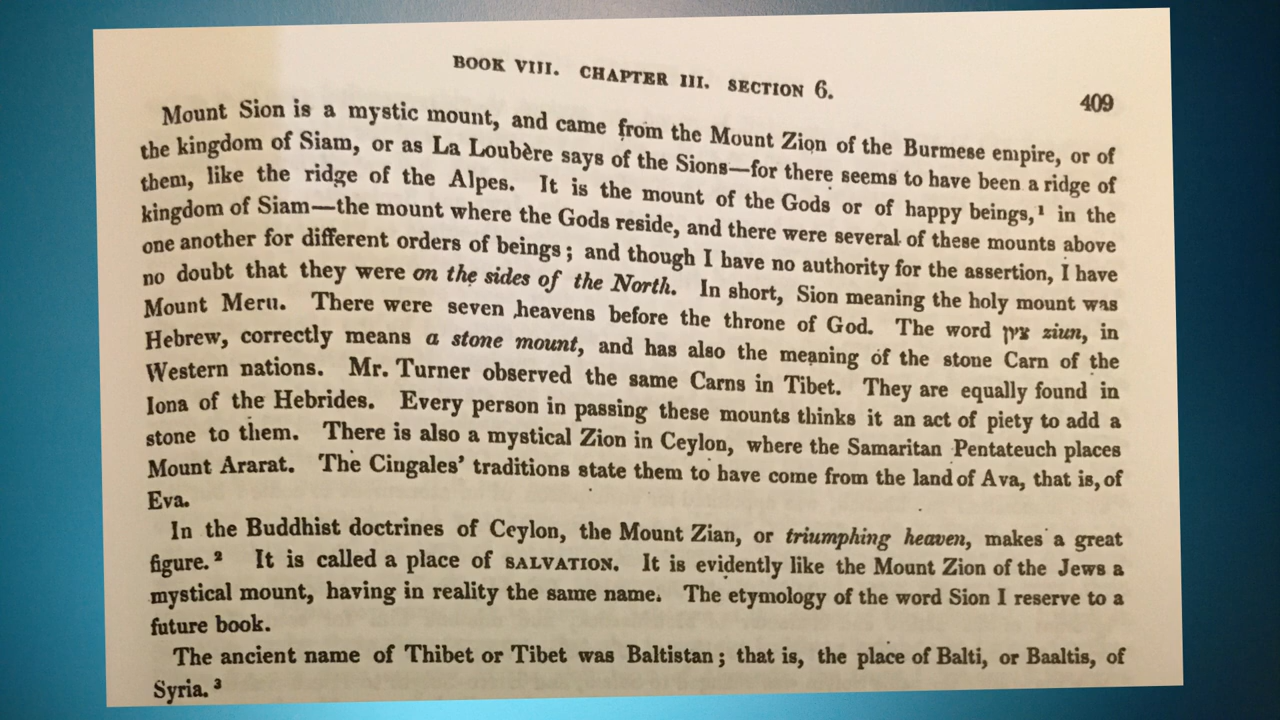 BOOK VIII. CHAPTER III. SECTION 6.
409
Mount Sion is a mystic mount, and came from the Mount Zion of the Burmese empire, or of
the kingdom of Siam, or as La Loubère says of the Sions—for there seems to have been a ridge of
them, like the ridge of the Alpes. It is the mount of the Gods or of happy beings,¹ in the
kingdom of Siam—the mount where the Gods reside, and there were several of these mounts above
one another for different orders of beings; and though I have no authority for the assertion, I have
no doubt that they were on the sides of the North. In short, Sion meaning the holy mount was
Mount Meru. There were seven heavens before the throne of God. The word ציון ziun, in
Hebrew, correctly means a stone mount, and has also the meaning of the stone Carn of the
Western nations. Mr. Turner observed the same Carns in Tibet. They are equally found in
Iona of the Hebrides. Every person in passing these mounts thinks it an act of piety to add a
stone to them. There is also a mystical Zion in Ceylon, where the Samaritan Pentateuch places
Mount Ararat. The Cingales' traditions state them to have come from the land of Ava, that is, of
Eva.
In the Buddhist doctrines of Ceylon, the Mount Zian, or triumphing heaven, makes a great
figure.² It is called a place of SALVATION. It is evidently like the Mount Zion of the Jews a
mystical mount, having in reality the same name. The etymology of the word Sion I reserve to a
future book.
The ancient name of Thibet or Tibet was Baltistan; that is, the place of Balti, or Baaltis, of
Syria.³